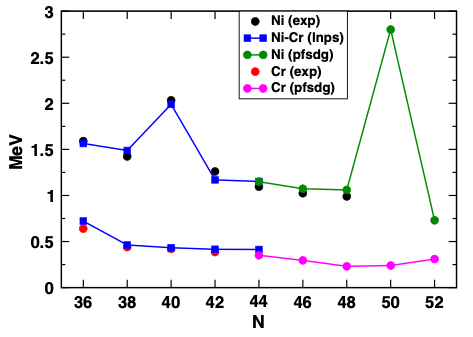 3
2.5
2
1.5
1
0.5
0
MeV
Ni (exp)
Ni-Cr (lnps)
Ni (pfsdg)
Cr (exp)
Cr (pfsdg)
36 38 40 42 44 46 48 50 52
N